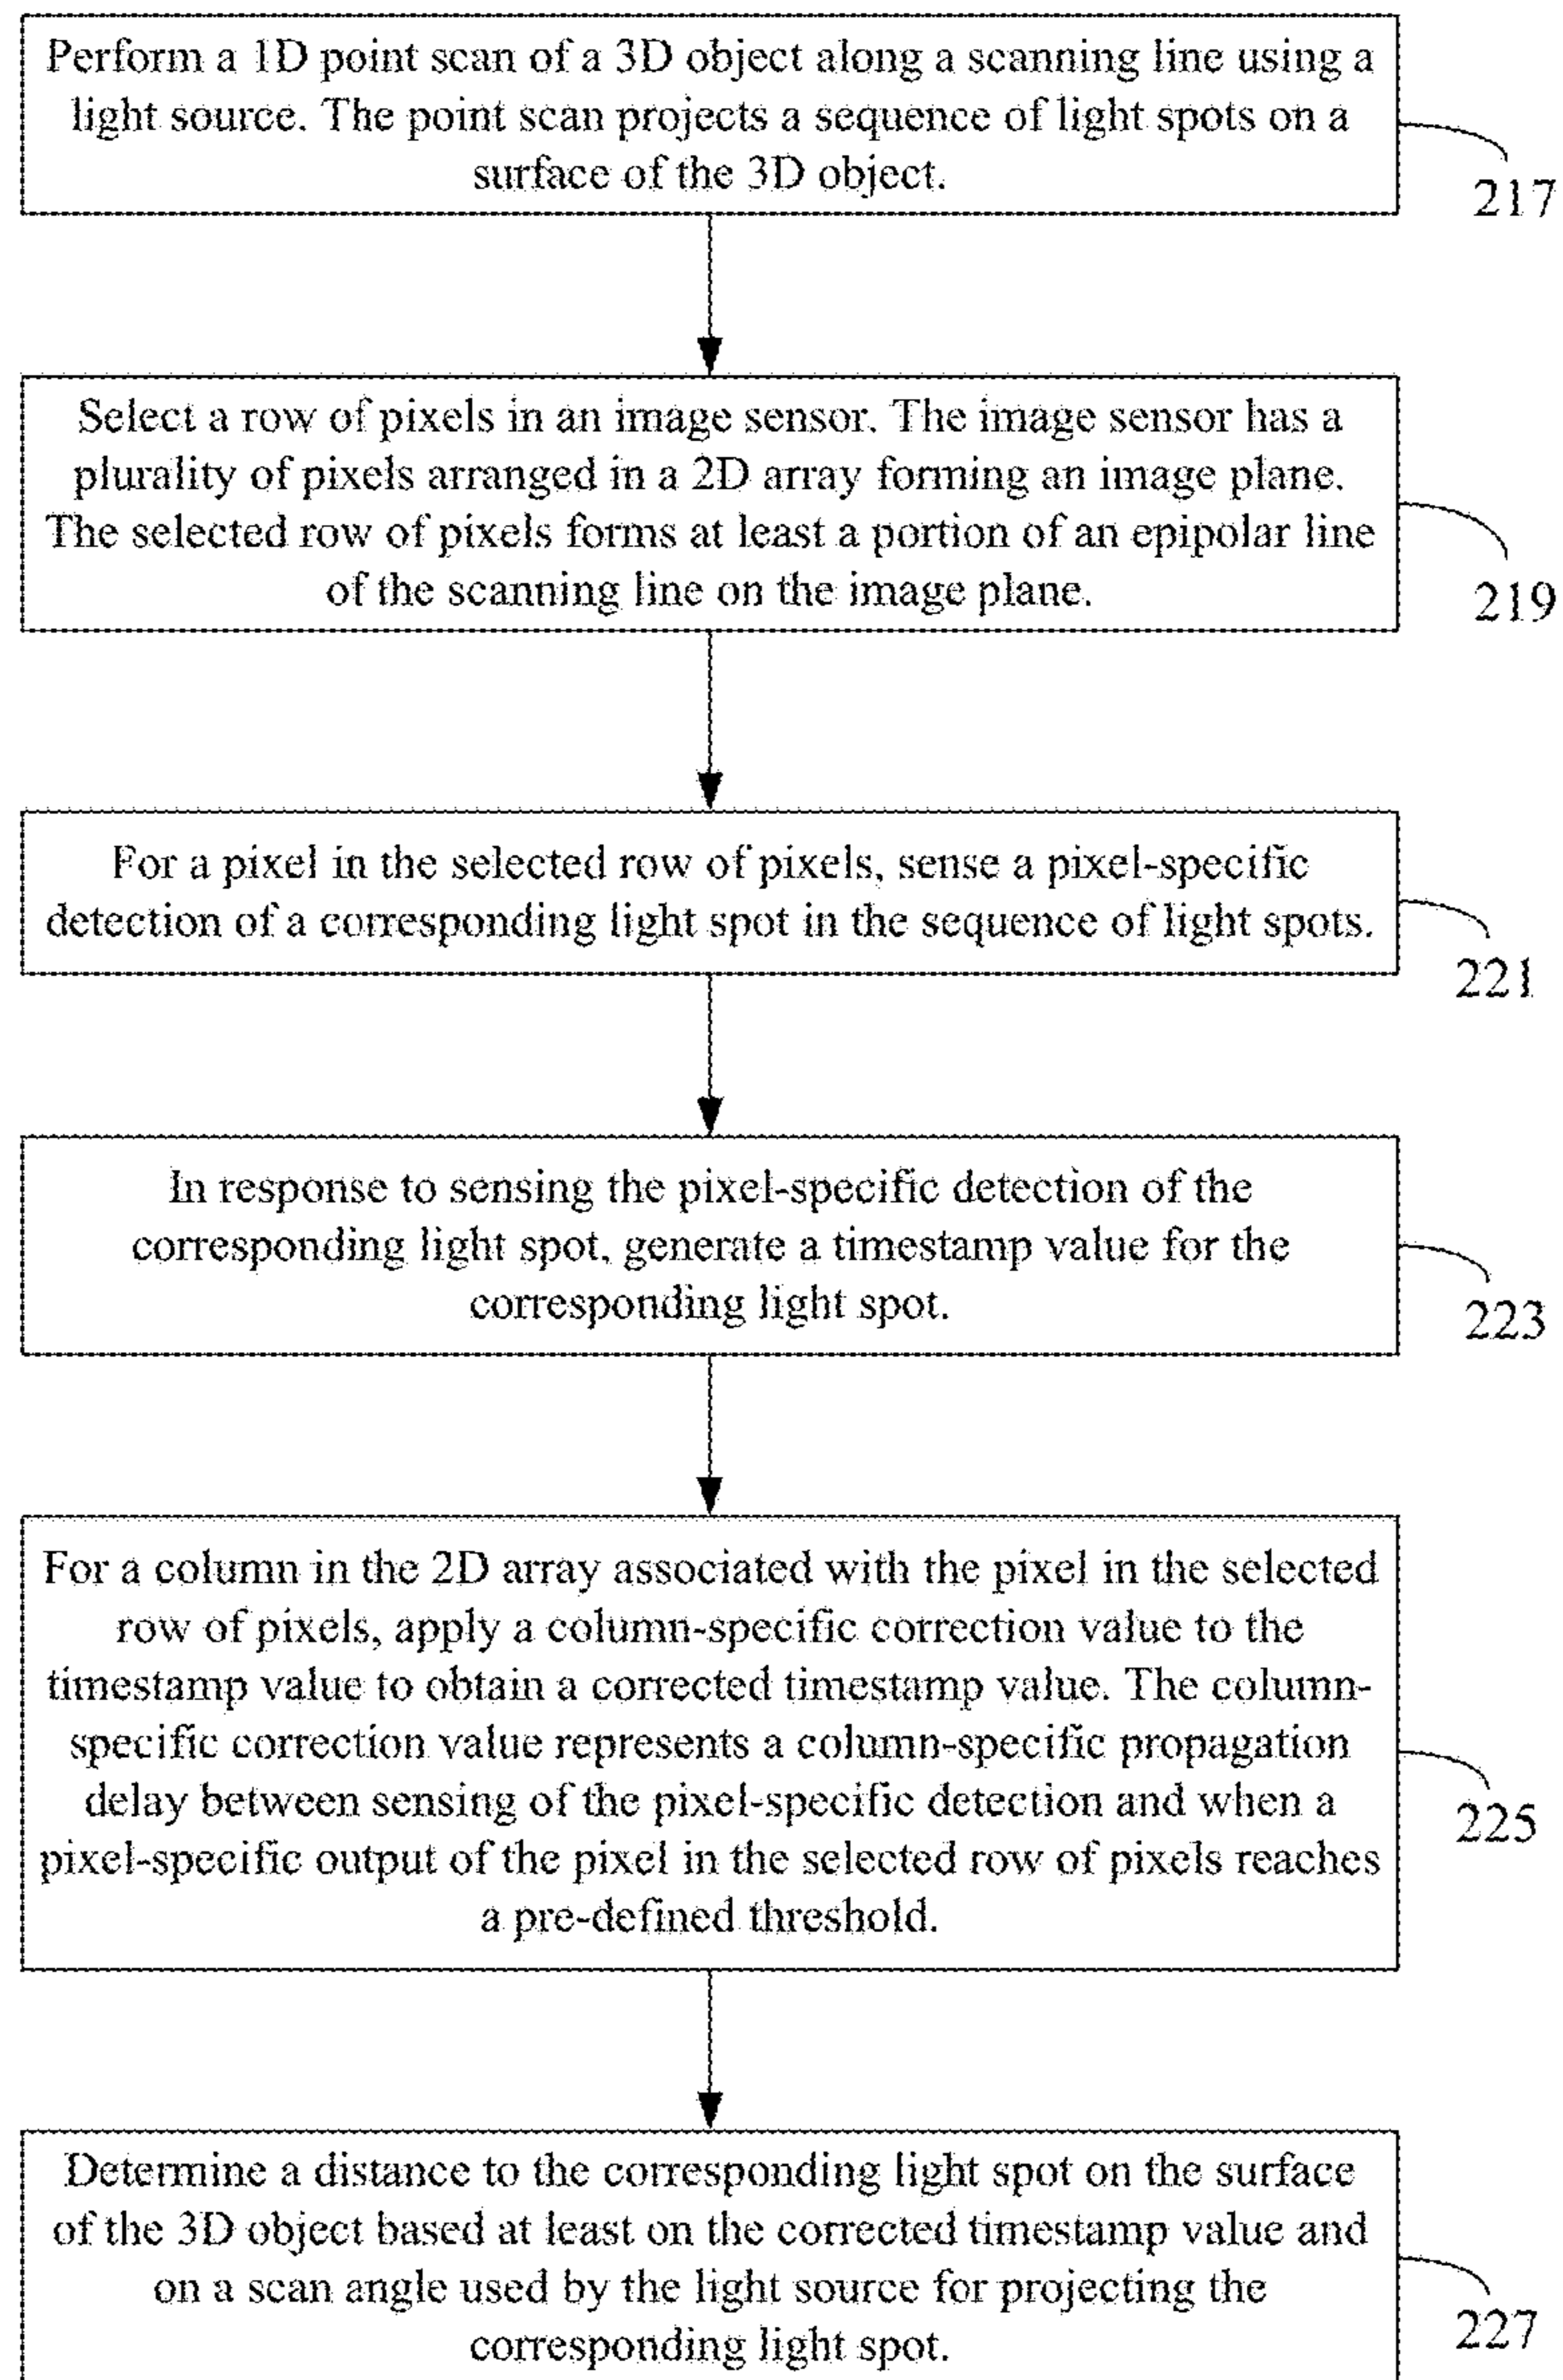 Perform a 1D point scan of a 3D object along a scanning line using a
light source. The point scan projects a sequence of light spots on a
surface of the 3D object.
217
Select a row of pixels in an image sensor. The image sensor has a
plurality of pixels arranged in a 2D array forming an image plane.
The selected row of pixels forms at least a portion of an epipolar line
of the scanning line on the image plane.
219
For a pixel in the selected row of pixels, sense a pixel-specific
detection of a corresponding light spot in the sequence of light spots.
221
In response to sensing the pixel-specific detection of the
corresponding light spot, generate a timestamp value for the
corresponding light spot.
223
For a column in the 2D array associated with the pixel in the selected
row of pixels, apply a column-specific correction value to the
timestamp value to obtain a corrected timestamp value. The column-
specific correction value represents a column-specific propagation
delay between sensing of the pixel-specific detection and when a
pixel-specific output of the pixel in the selected row of pixels reaches
a pre-defined threshold.
225
Determine a distance to the corresponding light spot on the surface
of the 3D object based at least on the corrected timestamp value and
on a scan angle used by the light source for projecting the
corresponding light spot.
227